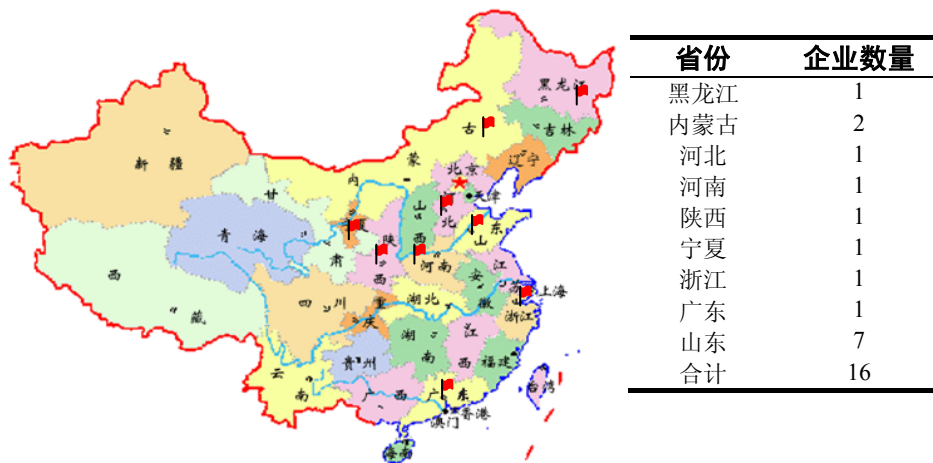 黑龙江
古
吉林
蒙
辽宁
新疆
内
北京
甘
天津
山
河
夏
北
东
陕
山
青海
西
肃
河南
江
西
西
安
苏
上海
藏
四川
重
湖北
徽
浙江
庆
湖
江
贵州
南
西
福建
云
南
广西
广东
台湾
香港
澳门
海南
省份 企业数量
黑龙江 1
内蒙古 2
河北 1
河南 1
陕西 1
宁夏 1
浙江 1
广东 1
山东 7
合计 16